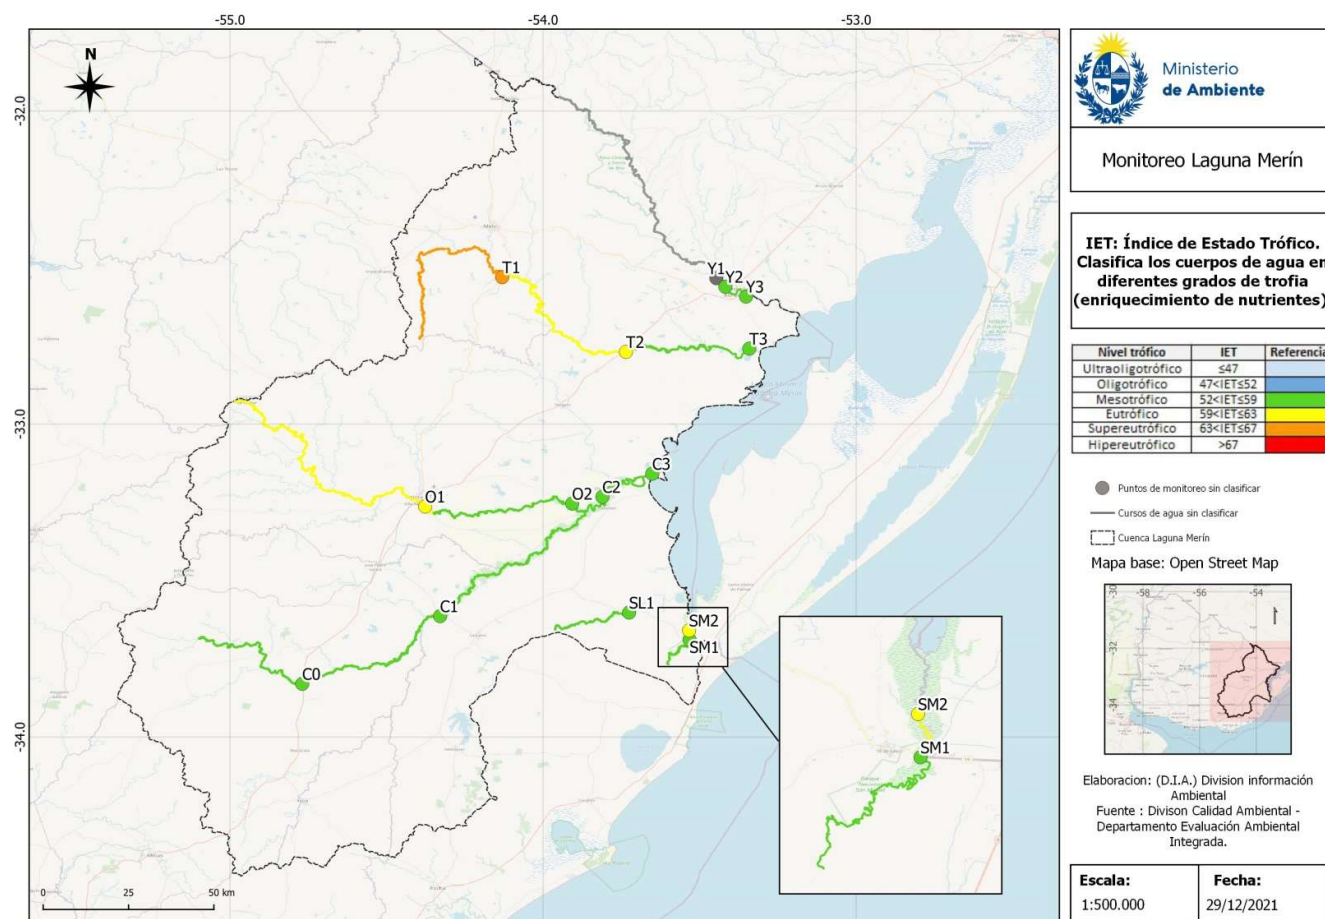 -55.0
-54.0
-53.0
N
-32.0
-33.0
-34.0
T1
Y1
Y2
Y3
T2
T3
O1
O2
C2
C3
C1
C0
SL1
SM2
SM1
SM2
SM1
0
25
50 km
Ministerio
de Ambiente
Monitoreo Laguna Merín
IET: Índice de Estado Trófico.
Clasifica los cuerpos de agua en
diferentes grados de trofia
(enriquecimiento de nutrientes)
Nivel trófico IET Referencia
Ultraoligotrófico ≤47
Oligotrófico 47<IET≤52
Mesotrófico 52<IET≤59
Eutrófico 59<IET≤63
Supereutrófico 63<IET≤67
Hipereutrófico >67
Puntos de monitoreo sin clasificar
Cursos de agua sin clasificar
Cuenca Laguna Merín
Mapa base: Open Street Map
-58
-56
-54
-30
-32
-34
Elaboracion: (D.I.A.) Division información
Ambiental
Fuente : Divison Calidad Ambiental -
Departamento Evaluación Ambiental
Integrada.
Escala:
1:500.000
Fecha:
29/12/2021